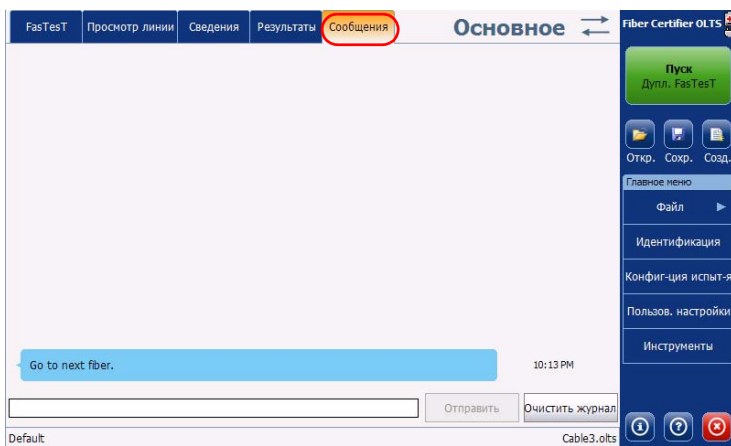 FasTesT Просмотр линии Сведения Результаты Сообщения Основное
Go to next fiber. 10:13 PM
Отправить Очистить журнал
Default Cable3.olts
Fiber Certifier OLTS
Пуск
Дупл. FasTesT
Откр. Сохр. Созд.
Главное меню
Файл
Идентификация
Конфиг-ция испыт-я
Пользов. настройки
Инструменты